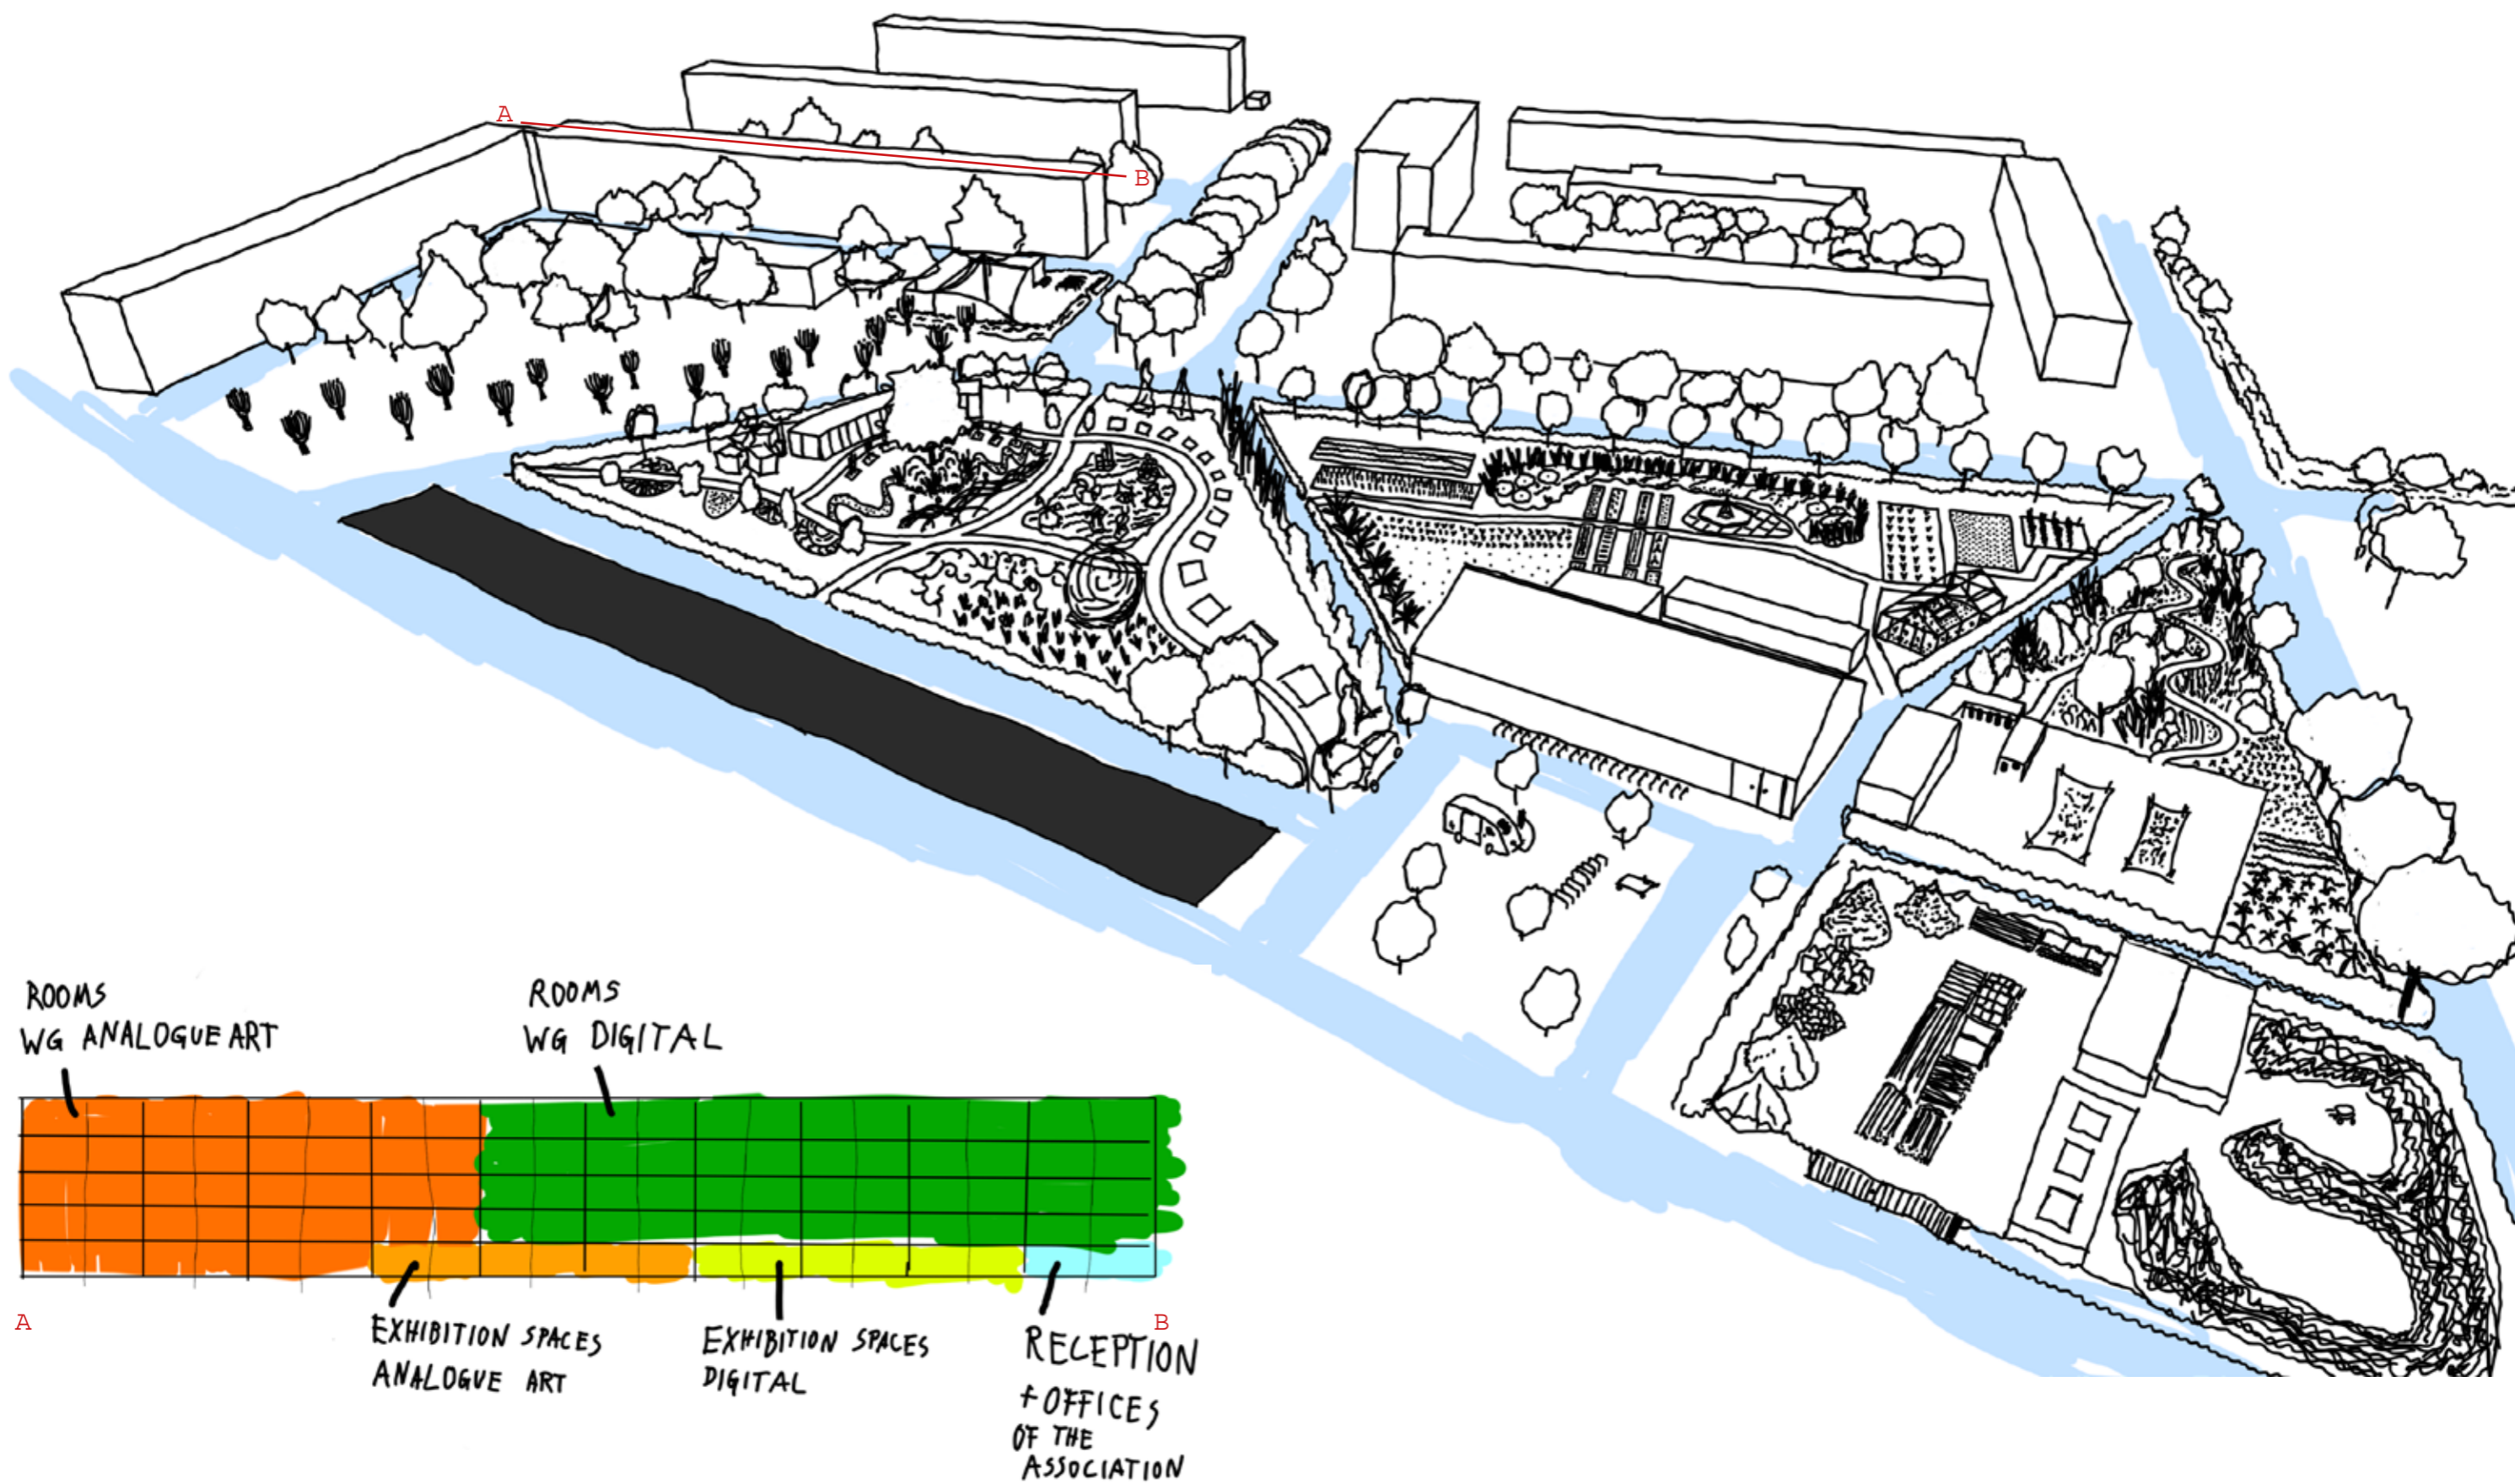 A
B
ROOMS
WG ANALOGUE ART
ROOMS
WG DIGITAL
A
B
EXHIBITION SPACES
ANALOGUE ART
EXHIBITION SPACES
DIGITAL
RECEPTION
+ OFFICES
OF THE
ASSOCIATION